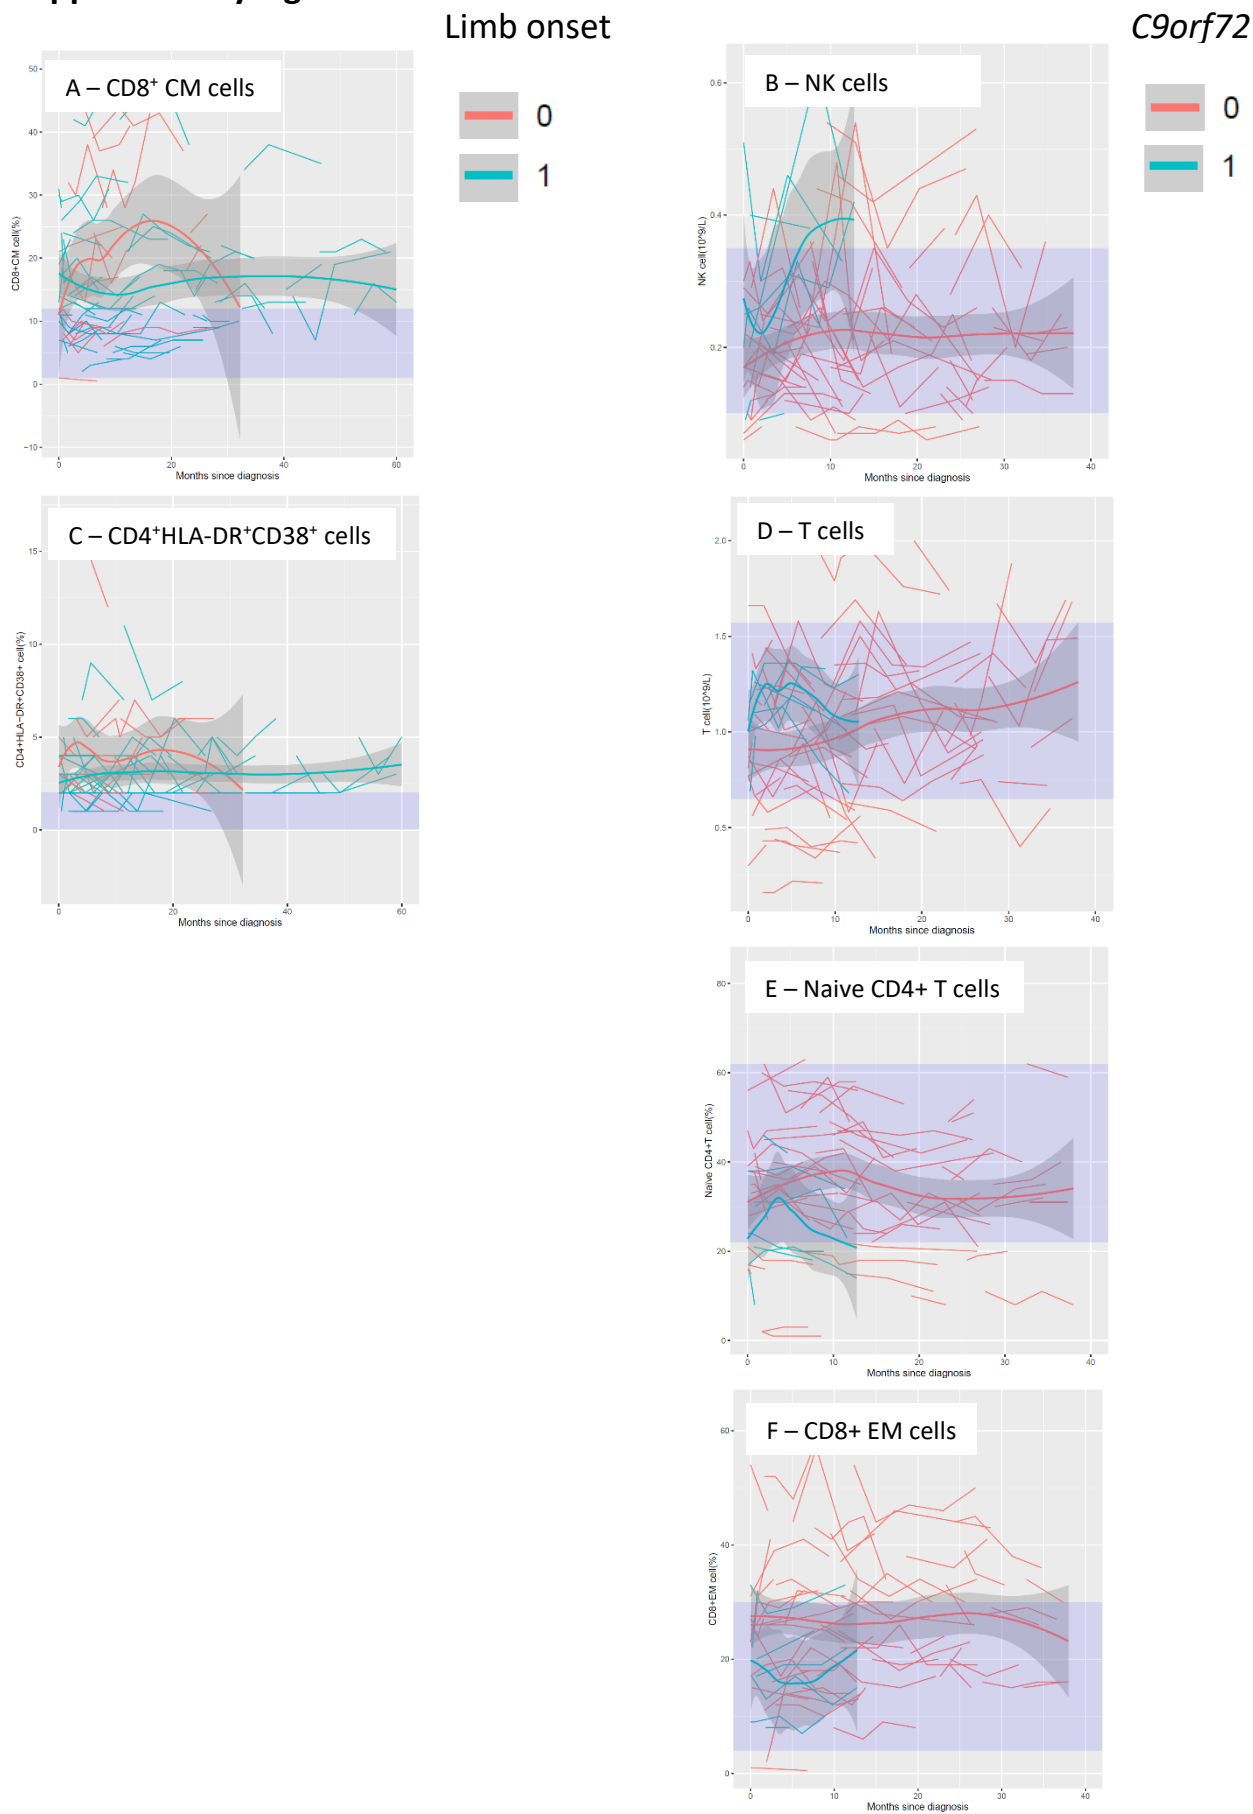 Limb onset
0
1
C9orf72
0
1
A – CD8⁺ CM cells
50
40
30
20
10
0
−10
CD8+CM cell(%)
0 20 40 60
Months since diagnosis
B – NK cells
0.6
0.4
0.2
NK cell(10^9/L)
0 10 20 30 40
Months since diagnosis
C – CD4⁺HLA-DR⁺CD38⁺ cells
15
10
5
0
CD4+HLA−DR+CD38+ cell(%)
0 20 40 60
Months since diagnosis
D – T cells
2.0
1.5
1.0
0.5
T cell(10^9/L)
0 10 20 30 40
Months since diagnosis
E – Naive CD4+ T cells
80
60
40
20
0
Naive CD4+T cell(%)
0 10 20 30 40
Months since diagnosis
F – CD8+ EM cells
60
40
20
0
CD8+EM cell(%)
0 10 20 30 40
Months since diagnosis